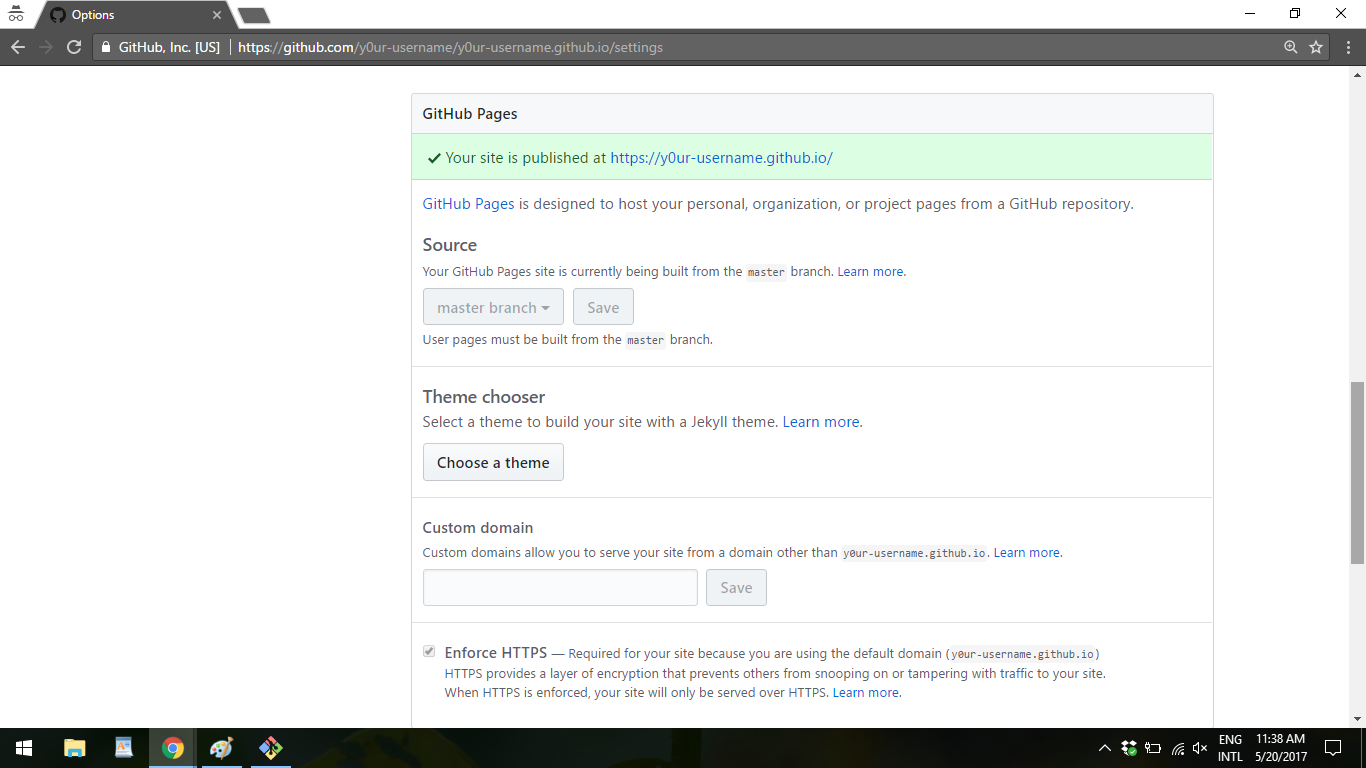 Options
GitHub, Inc. [US] https://github.com/y0ur-username/y0ur-username.github.io/settings
GitHub Pages
Your site is published at https://y0ur-username.github.io/
GitHub Pages is designed to host your personal, organization, or project pages from a GitHub repository.
Source
Your GitHub Pages site is currently being built from the master branch. Learn more.
master branch Save
User pages must be built from the master branch.
Theme chooser
Select a theme to build your site with a Jekyll theme. Learn more.
Choose a theme
Custom domain
Custom domains allow you to serve your site from a domain other than y0ur-username.github.io. Learn more.
Save
Enforce HTTPS — Required for your site because you are using the default domain (y0ur-username.github.io)
HTTPS provides a layer of encryption that prevents others from snooping on or tampering with traffic to your site.
When HTTPS is enforced, your site will only be served over HTTPS. Learn more.
ENG 11:38 AM
INTL 5/20/2017